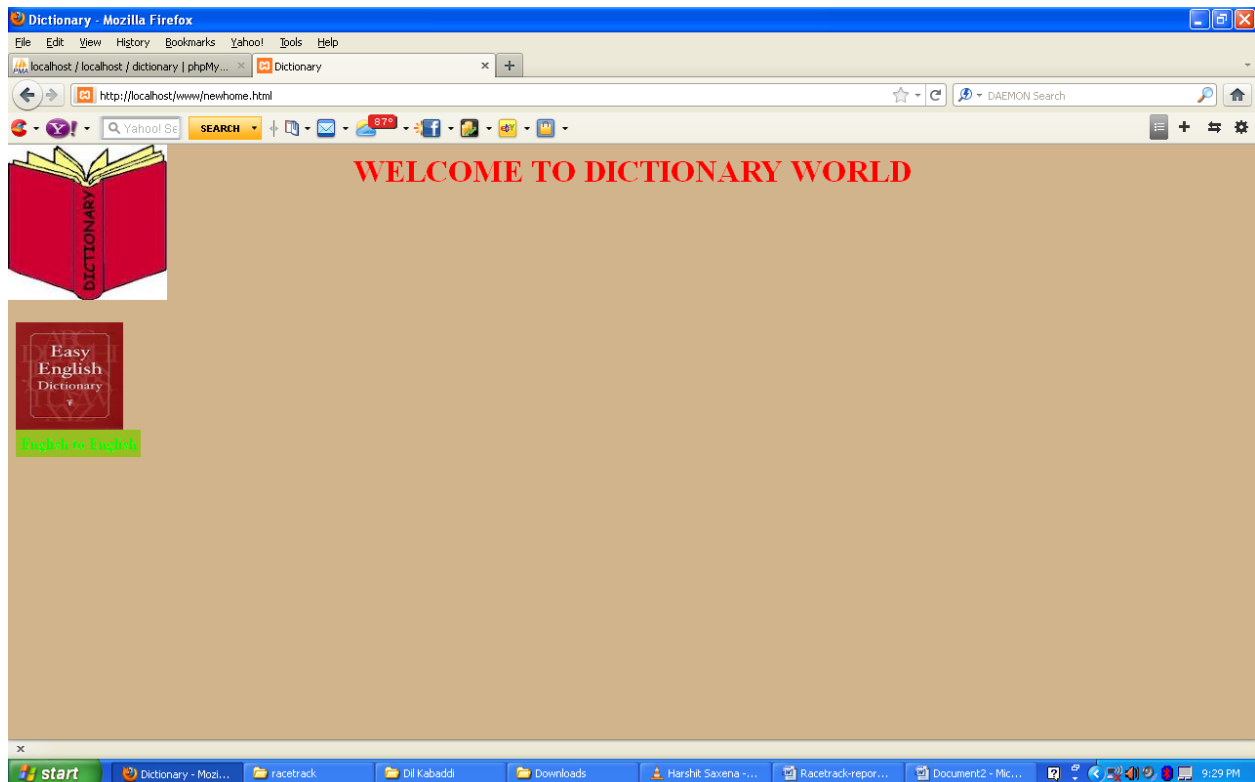 Dictionary - Mozilla Firefox
File Edit View History Bookmarks Yahoo! Tools Help
localhost / localhost / dictionary | phpMy... Dictionary
http://localhost/www/newhome.html DAEMON Search
Yahoo! Se SEARCH 87°
WELCOME TO DICTIONARY WORLD
DICTIONARY
Easy
English
Dictionary
English to English
start Dictionary - Mozi... racetrack Dil Kabaddi Downloads Harshit Saxena -... Racetrack-repor... Document2 - Mic... 9:29 PM